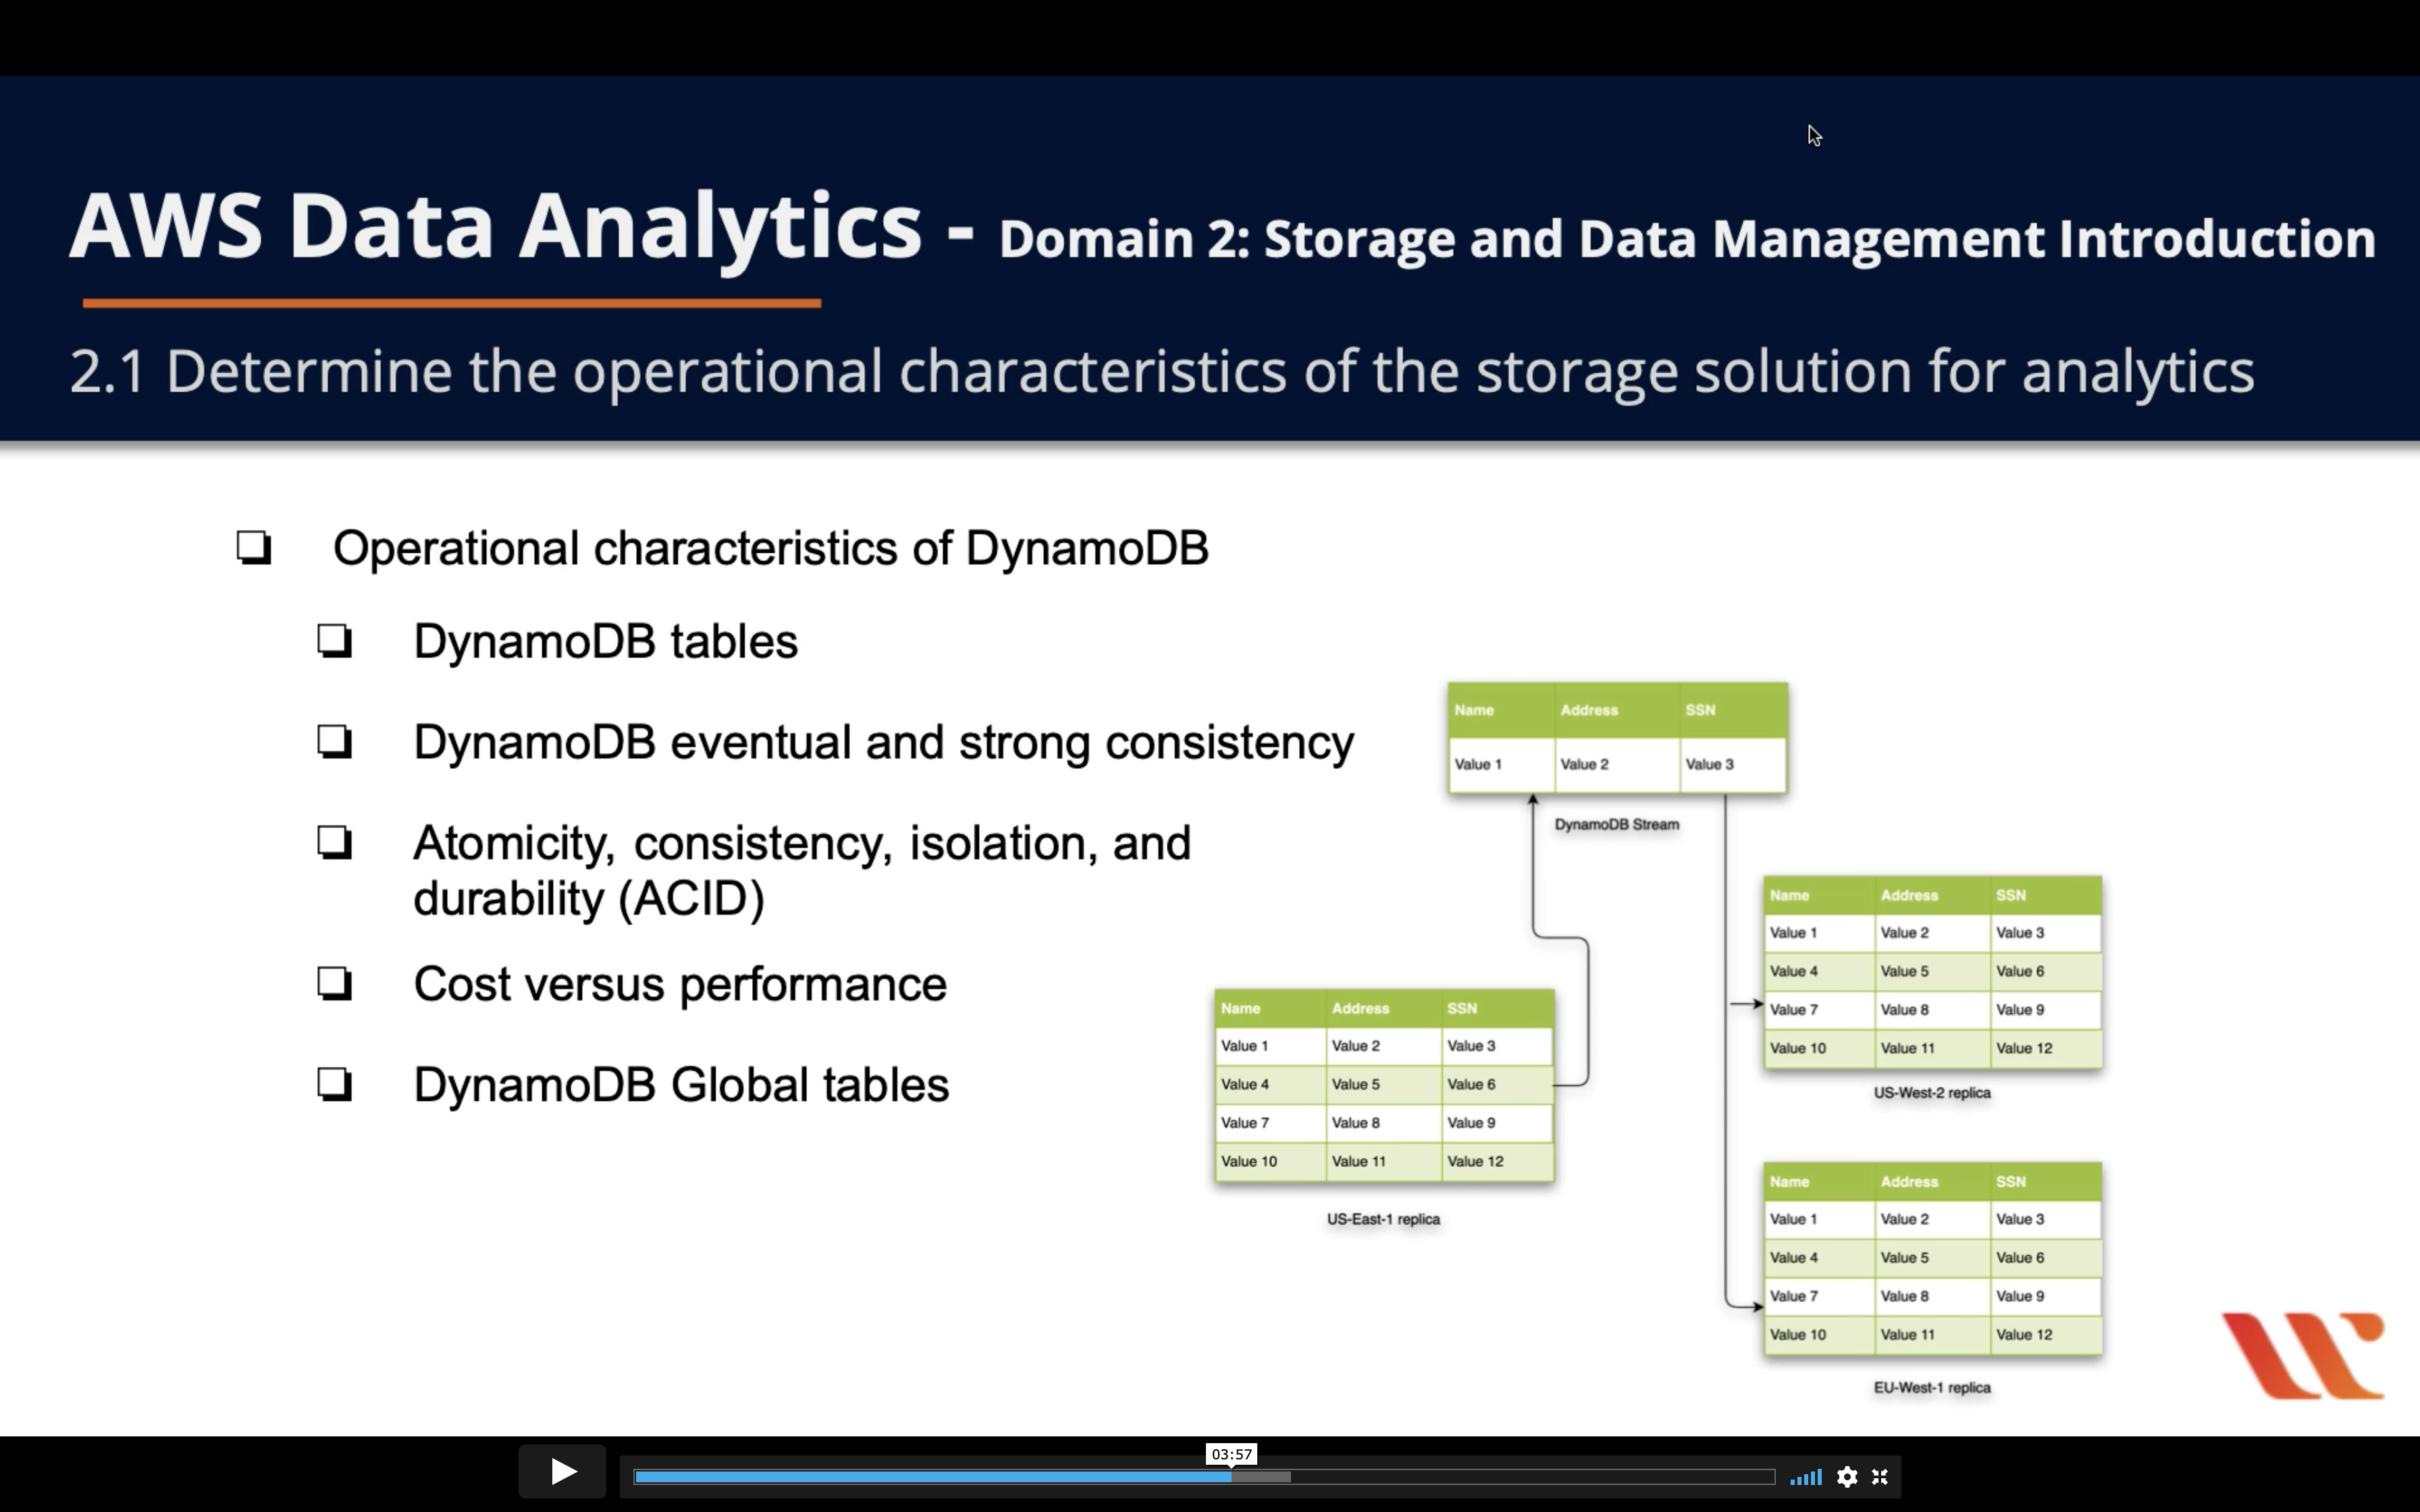 AWS Data Analytics - Domain 2: Storage and Data Management Introduction
2.1 Determine the operational characteristics of the storage solution for analytics
Operational characteristics of DynamoDB
DynamoDB tables
DynamoDB eventual and strong consistency
Atomicity, consistency, isolation, and
durability (ACID)
Cost versus performance
DynamoDB Global tables
Name Address SSN
Value 1 Value 2 Value 3
DynamoDB Stream
Name Address SSN
Value 1 Value 2 Value 3
Value 4 Value 5 Value 6
Value 7 Value 8 Value 9
Value 10 Value 11 Value 12
US-East-1 replica
Name Address SSN
Value 1 Value 2 Value 3
Value 4 Value 5 Value 6
Value 7 Value 8 Value 9
Value 10 Value 11 Value 12
US-West-2 replica
Name Address SSN
Value 1 Value 2 Value 3
Value 4 Value 5 Value 6
Value 7 Value 8 Value 9
Value 10 Value 11 Value 12
EU-West-1 replica
03:57